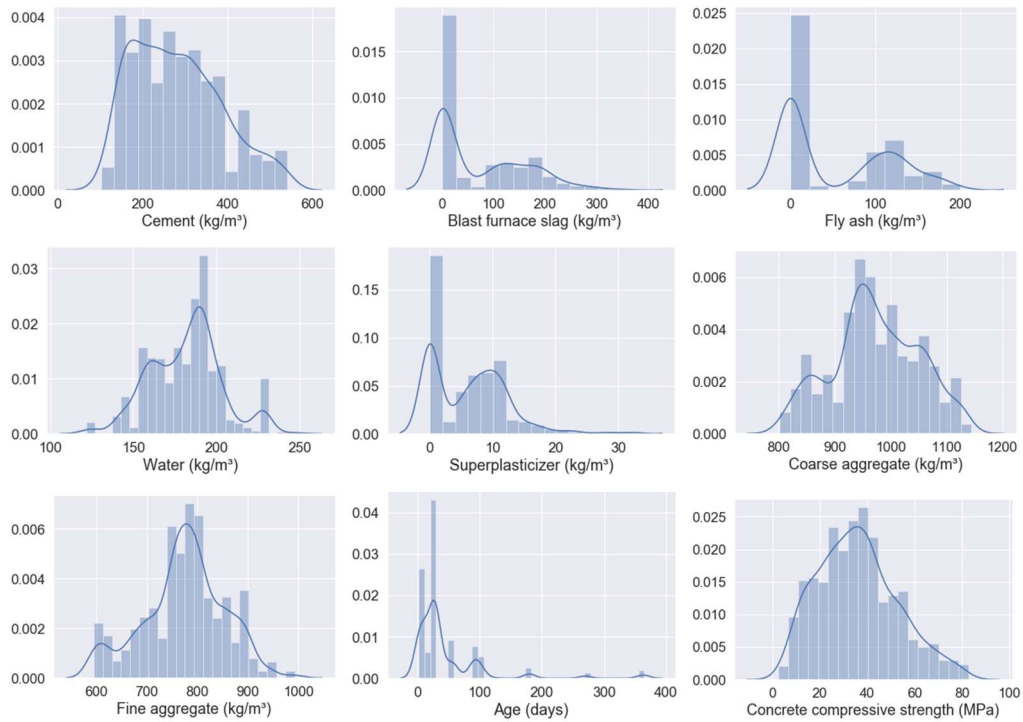 0.004
0.003
0.002
0.001
0.000
0 200 400 600
Cement (kg/m³)
0.015
0.010
0.005
0.000
0 100 200 300 400
Blast furnace slag (kg/m³)
0.025
0.020
0.015
0.010
0.005
0.000
0 100 200
Fly ash (kg/m³)
0.03
0.02
0.01
0.00
100 150 200 250
Water (kg/m³)
0.15
0.10
0.05
0.00
0 10 20 30
Superplasticizer (kg/m³)
0.006
0.004
0.002
0.000
800 900 1000 1100 1200
Coarse aggregate (kg/m³)
0.006
0.004
0.002
0.000
600 700 800 900 1000
Fine aggregate (kg/m³)
0.04
0.03
0.02
0.01
0.00
0 100 200 300 400
Age (days)
0.025
0.020
0.015
0.010
0.005
0.000
0 20 40 60 80 100
Concrete compressive strength (MPa)